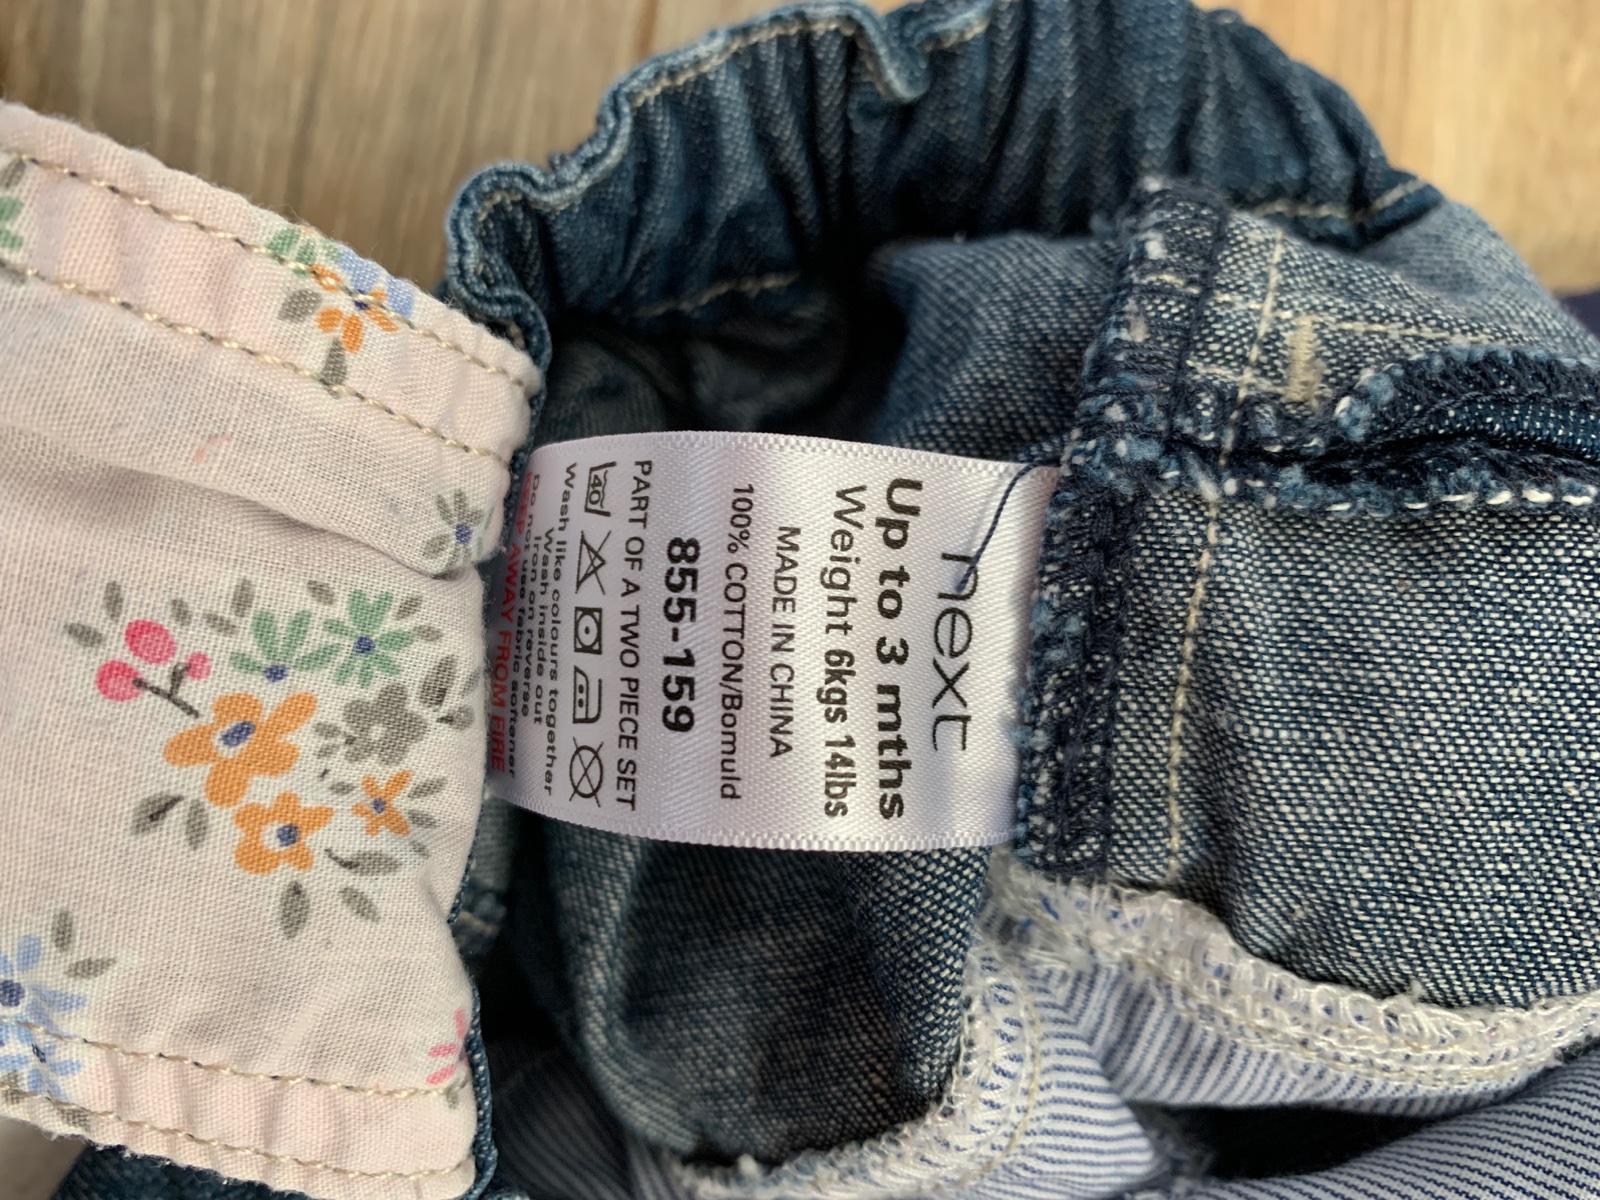 next
Up to 3 mths
Weight 6kgs 14lbs
MADE IN CHINA
100% COTTON/Bomuld
855-159
PART OF A TWO PIECE SET
40
Wash like colours together
Wash inside out
Iron on reverse
Do not use fabric softener
KEEP AWAY FROM FIRE